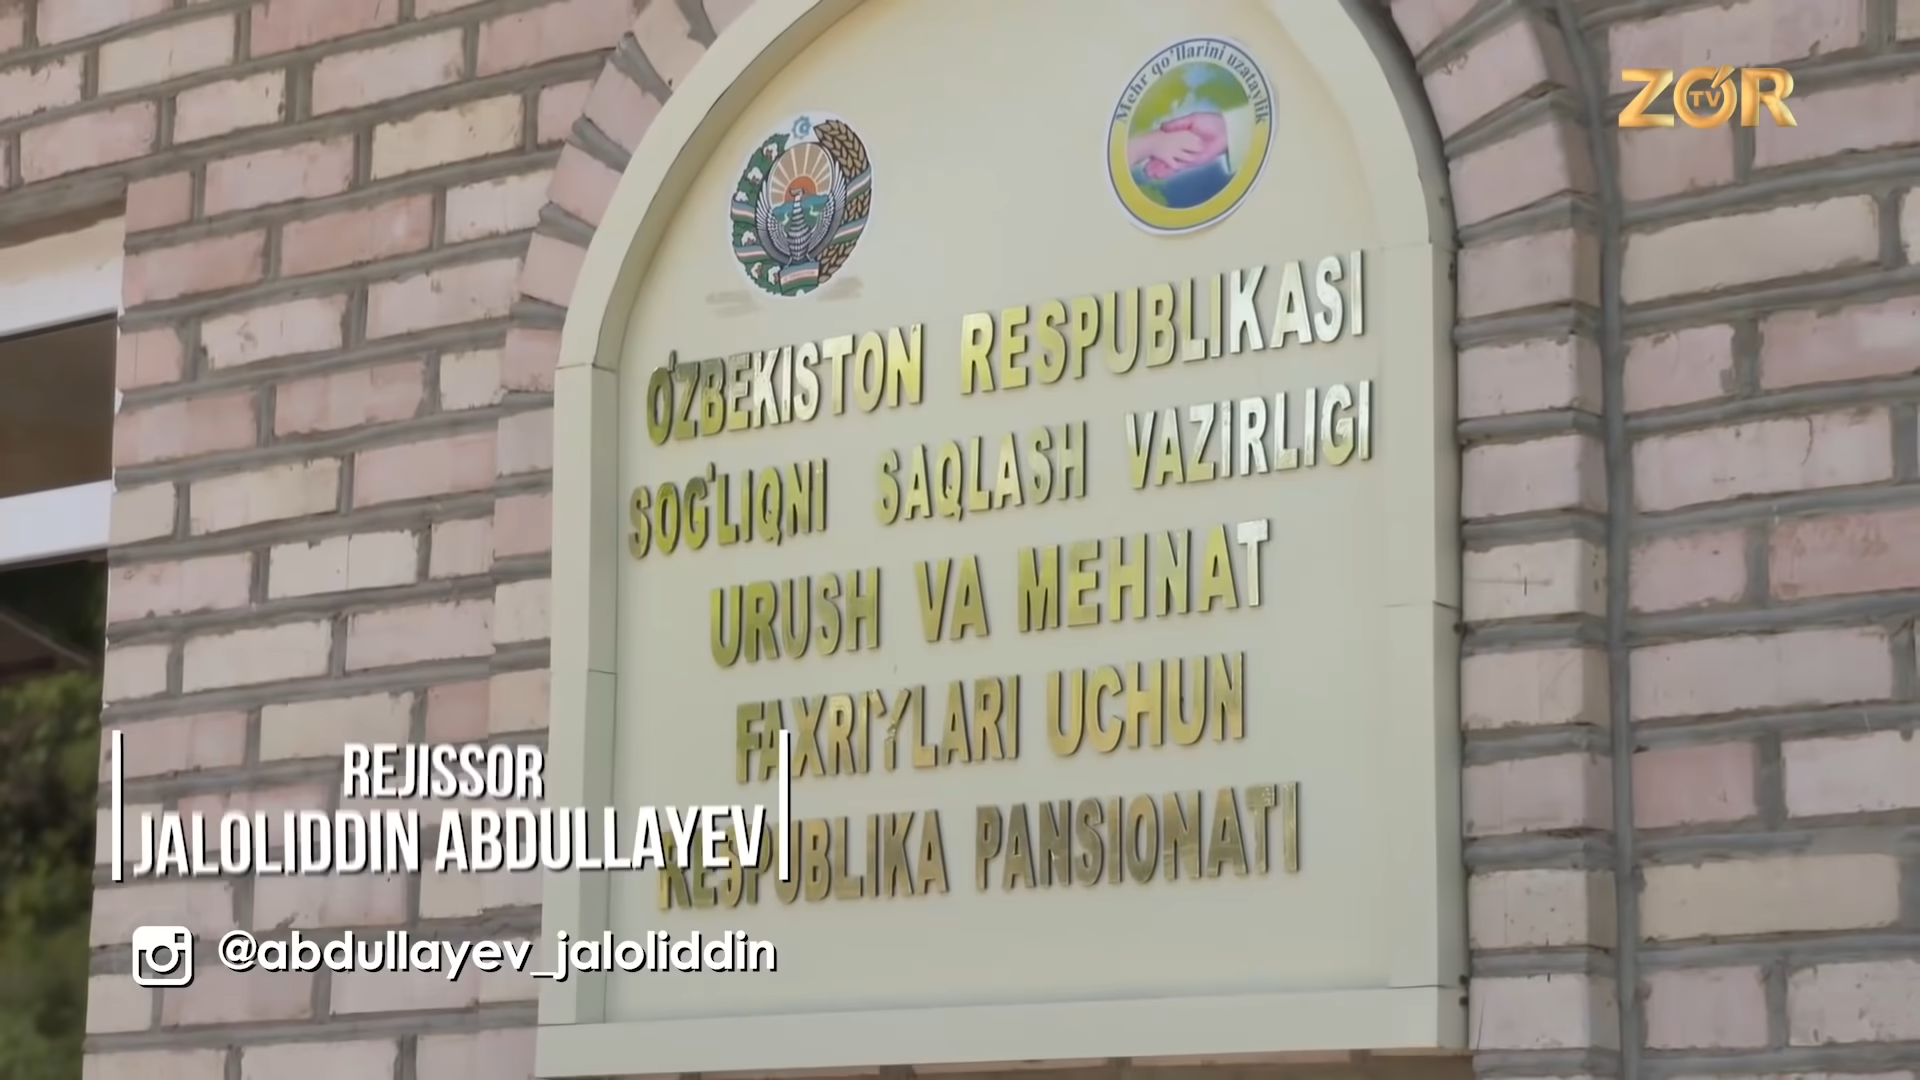 Mehr qo'llarini uzataylik
ZO'R TV
O'ZBEKISTON RESPUBLIKASI
SOG'LIQNI SAQLASH VAZIRLIGI
URUSH VA MEHNAT
FAXRIYLARI UCHUN
RESPUBLIKA PANSIONATI
REJISSOR
JALOLIDDIN ABDULLAYEV
@abdullayev_jaloliddin